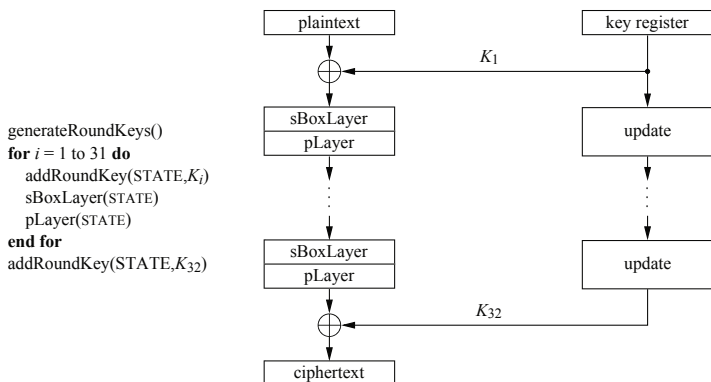 generateRoundKeys()
for i = 1 to 31 do
addRoundKey(STATE,Ki)
sBoxLayer(STATE)
pLayer(STATE)
end for
addRoundKey(STATE,K32)
plaintext
key register
K1
sBoxLayer
pLayer
update
sBoxLayer
pLayer
update
K32
ciphertext